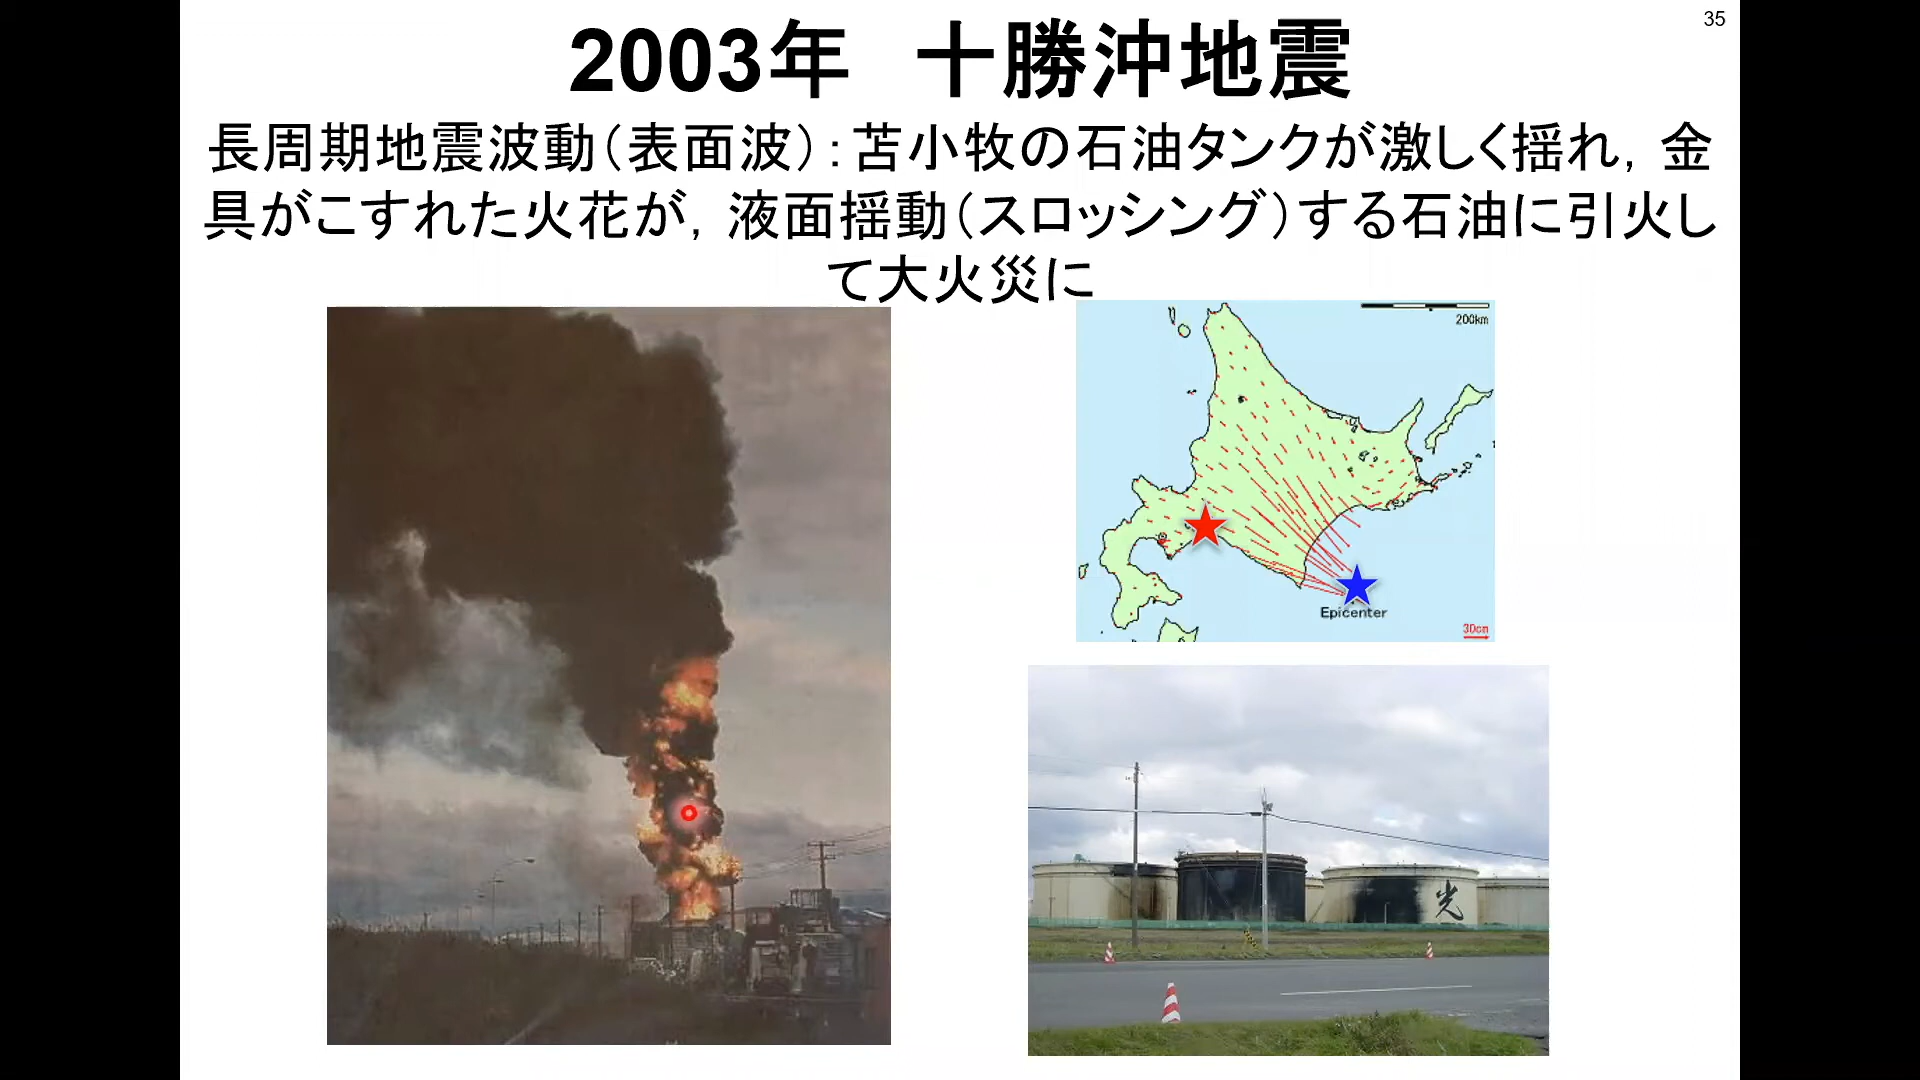 35
2003年　十勝沖地震
長周期地震波動（表面波）：苫小牧の石油タンクが激しく揺れ，金
具がこすれた火花が，液面揺動（スロッシング）する石油に引火し
て大火災に
200km
Epicenter
30cm
光